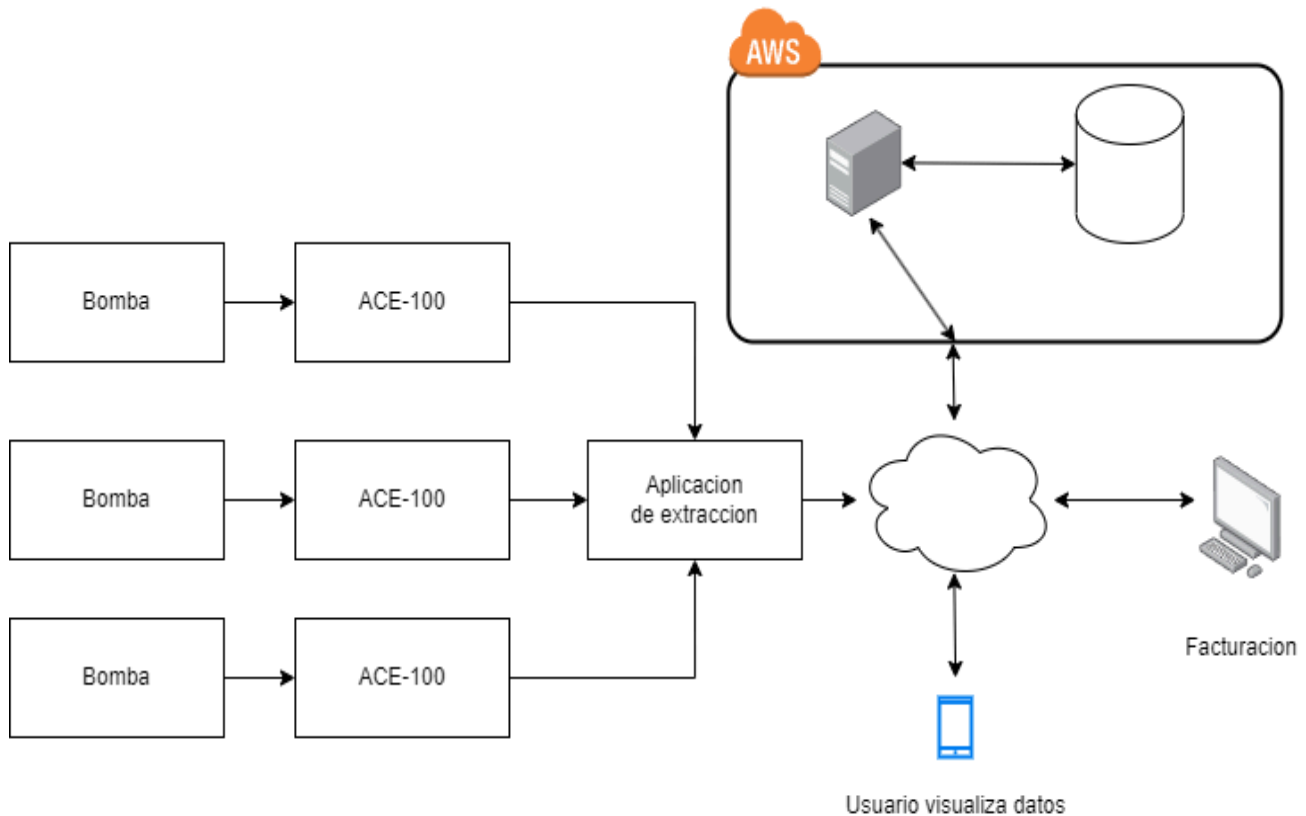 AWS
Bomba
ACE-100
Bomba
ACE-100
Aplicacion
de extraccion
Bomba
ACE-100
Facturacion
Usuario visualiza datos